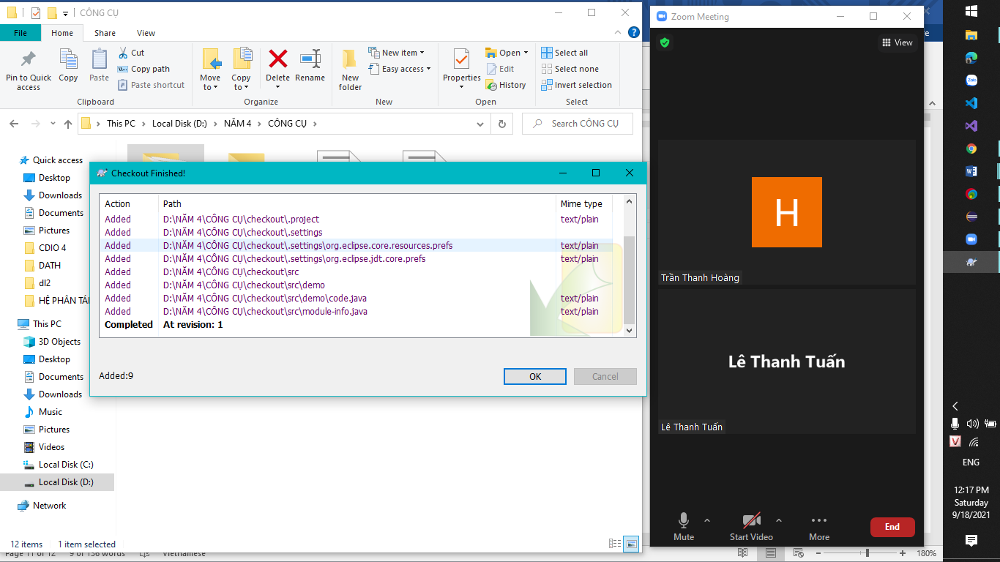 CÔNG CỤ
File Home Share View
Pin to Quick access
Copy
Paste
Cut
Copy path
Paste shortcut
Clipboard
Move to
Copy to
Delete
Rename
Organize
New folder
New item
Easy access
New
Properties
Open
Edit
History
Open
Select all
Select none
Invert selection
Select
This PC > Local Disk (D:) > NĂM 4 > CÔNG CỤ >
Search CÔNG CỤ
Quick access
Desktop
Downloads
Documents
Pictures
CDIO 4
DATH
dl2
HỆ PHÂN TÁN
This PC
3D Objects
Desktop
Documents
Downloads
Music
Pictures
Videos
Local Disk (C:)
Local Disk (D:)
Network
12 items 1 item selected
Checkout Finished!
Action Path Mime type
Added D:\NĂM 4\CÔNG CỤ\checkout\.project text/plain
Added D:\NĂM 4\CÔNG CỤ\checkout\.settings
Added D:\NĂM 4\CÔNG CỤ\checkout\.settings\org.eclipse.core.resources.prefs text/plain
Added D:\NĂM 4\CÔNG CỤ\checkout\.settings\org.eclipse.jdt.core.prefs text/plain
Added D:\NĂM 4\CÔNG CỤ\checkout\src
Added D:\NĂM 4\CÔNG CỤ\checkout\src\demo
Added D:\NĂM 4\CÔNG CỤ\checkout\src\demo\code.java text/plain
Added D:\NĂM 4\CÔNG CỤ\checkout\src\module-info.java text/plain
Completed At revision: 1
Added:9
OK
Cancel
Page 11 of 12 9 of 156 words Vietnamese
180%
Zoom Meeting
View
H
Trần Thanh Hoàng
Lê Thanh Tuấn
Lê Thanh Tuấn
Mute
Start Video
More
End
Zalo
ENG
12:17 PM
Saturday
9/18/2021